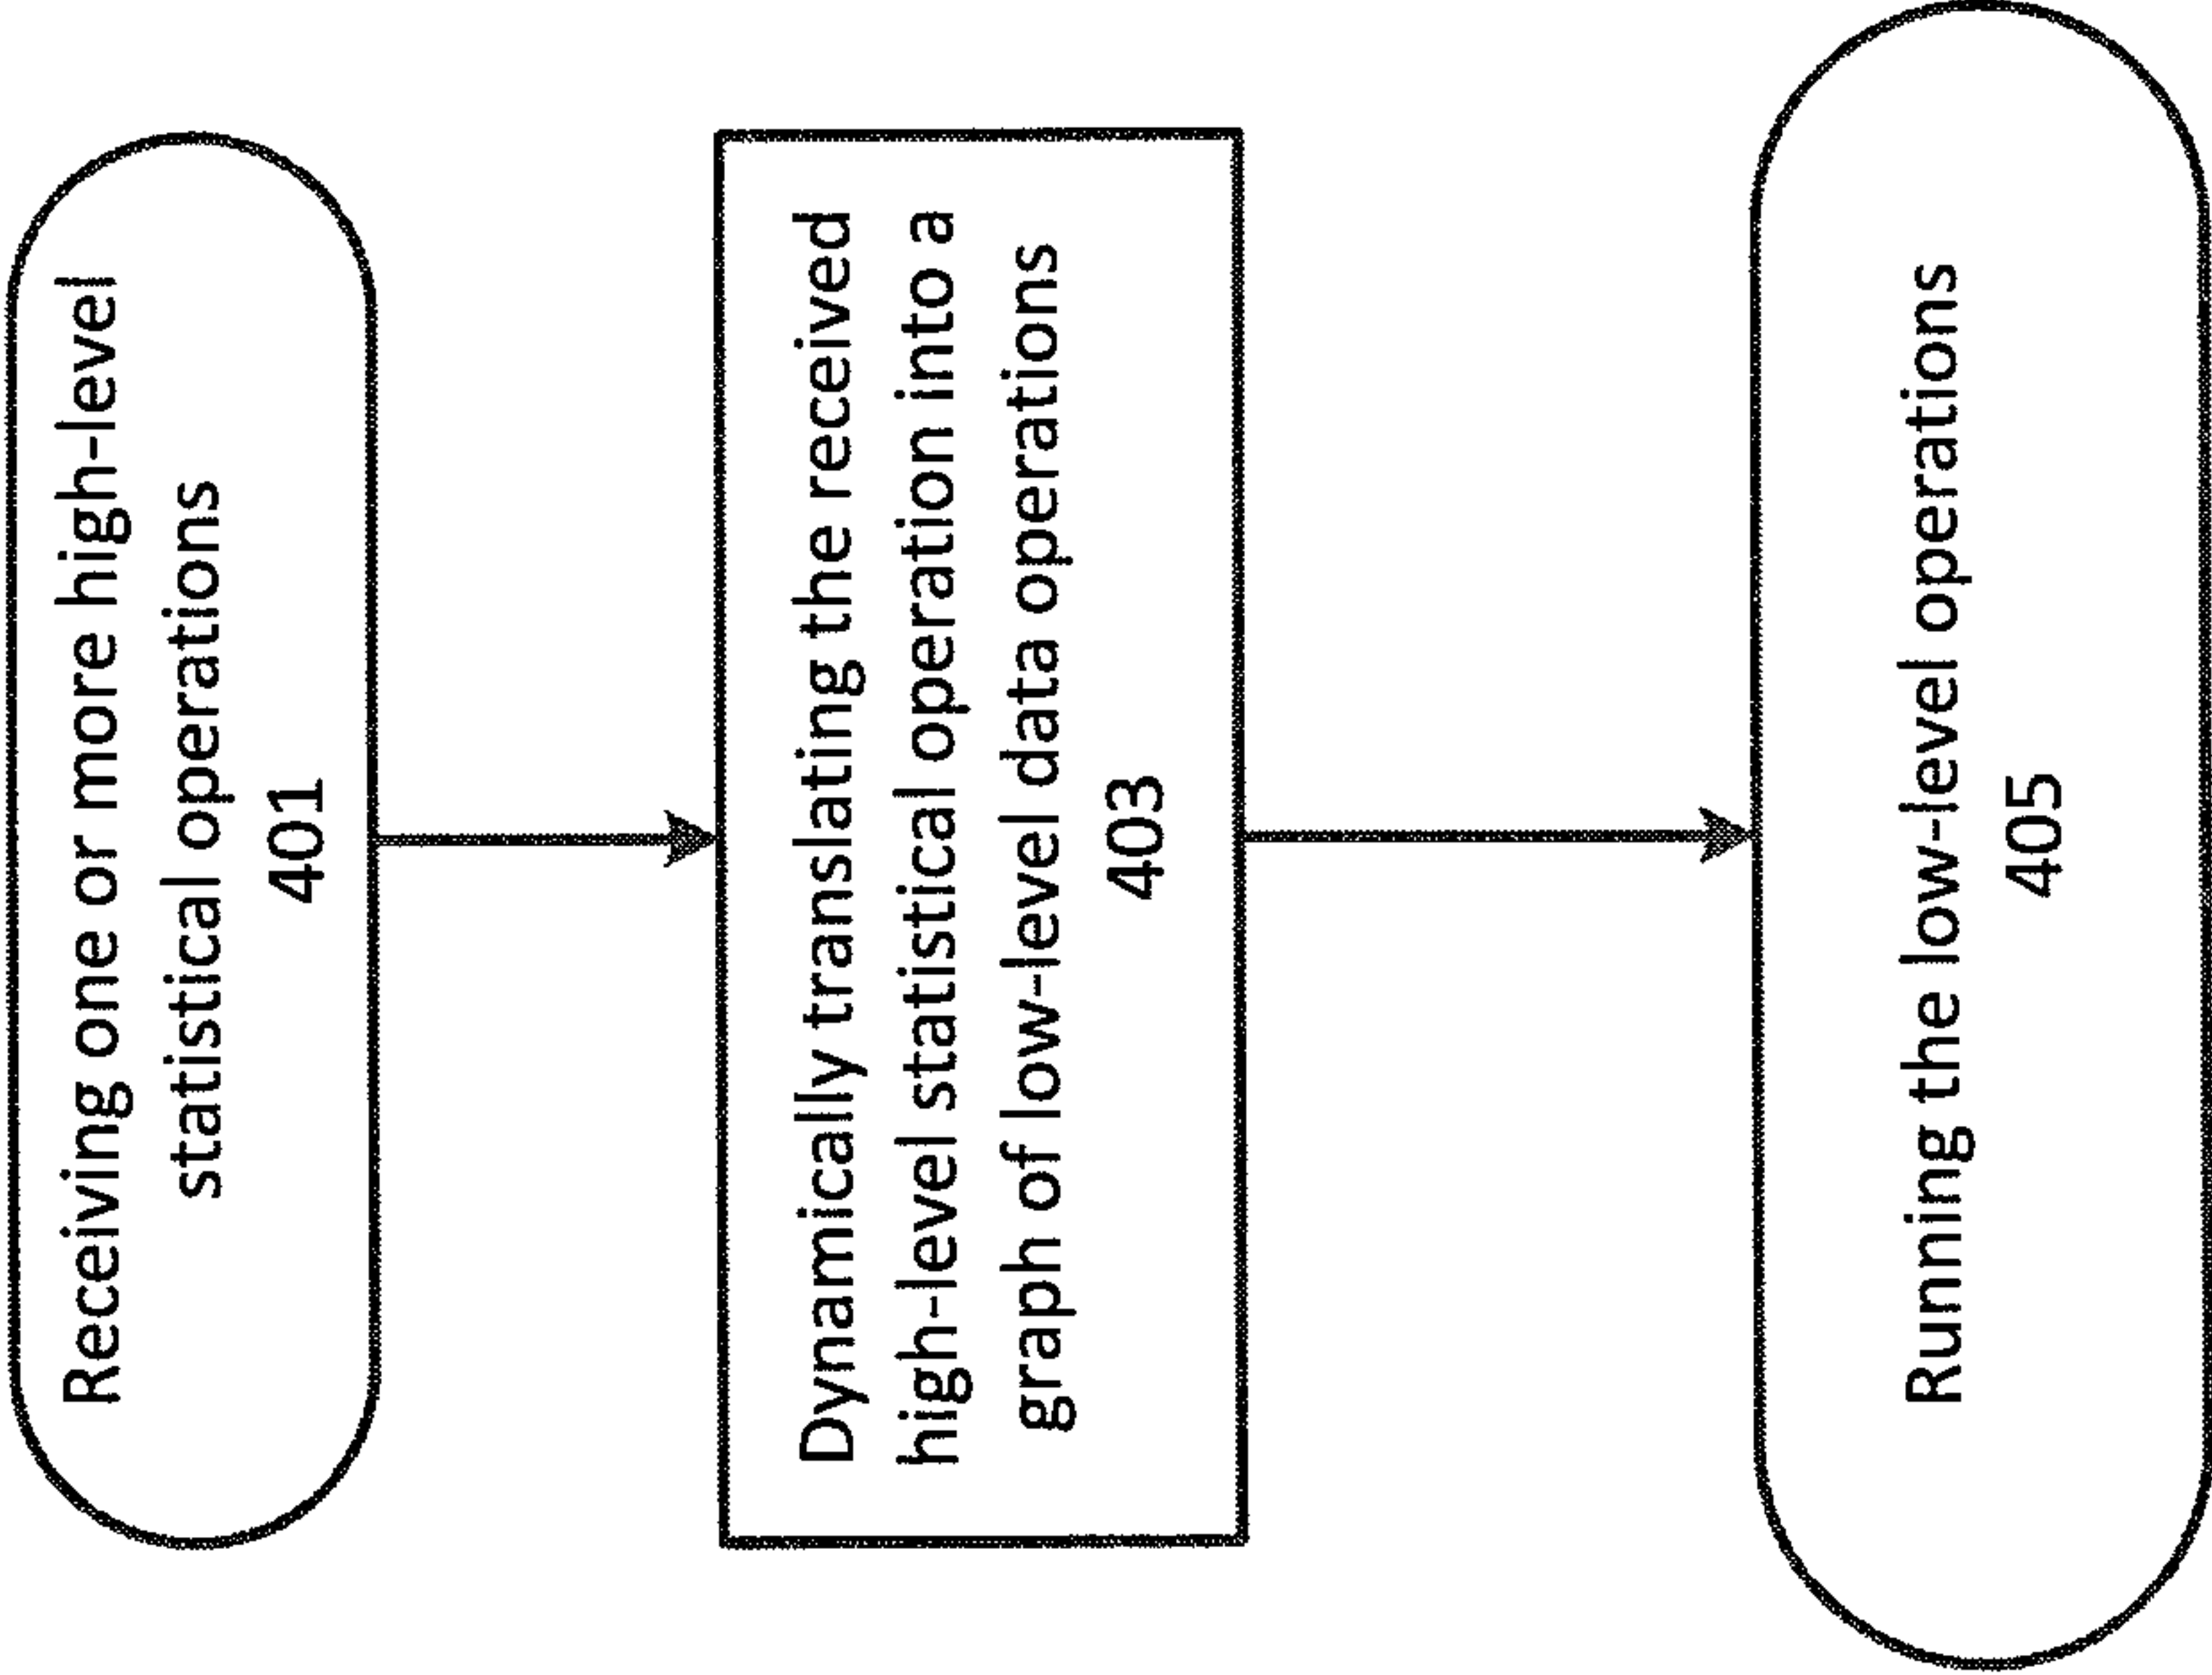 Receiving one or more high-level
statistical operations
401
Dynamically translating the received
high-level statistical operation into a
graph of low-level data operations
403
Running the low-level operations
405